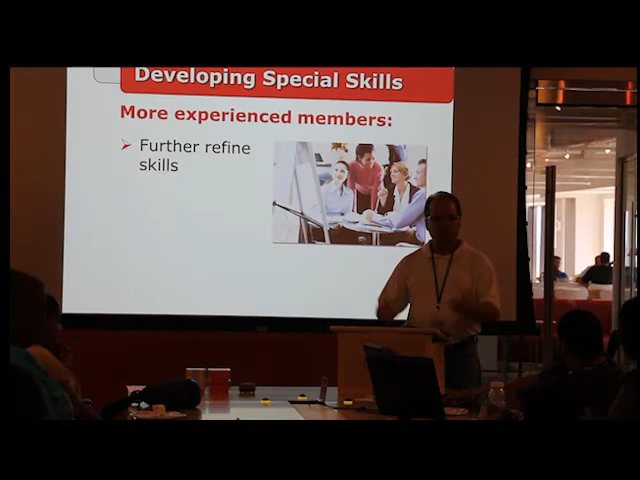 Developing Special Skills
More experienced members:
Further refine
skills